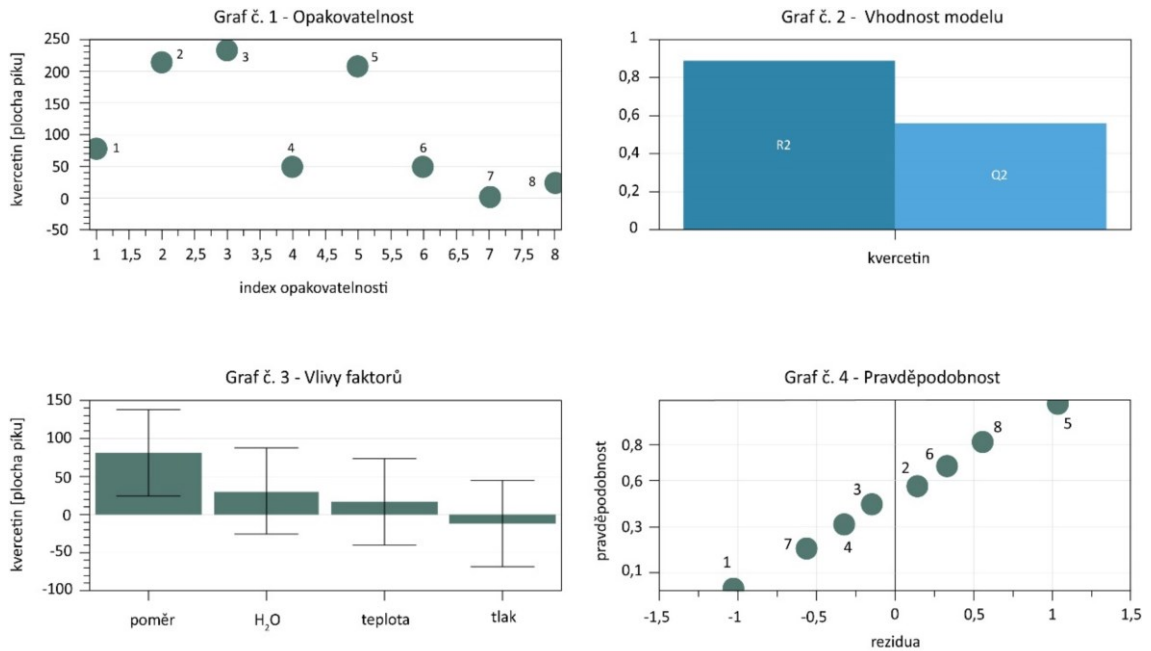 Graf č. 1 - Opakovatelnost
kvercetin [plocha píku]
250
200
150
100
50
0
-50
1
2
3
4
5
6
7
8
1 1,5 2 2,5 3 3,5 4 4,5 5 5,5 6 6,5 7 7,5 8
index opakovatelnosti
Graf č. 2 - Vhodnost modelu
1
0,8
0,6
0,4
0,2
0
R2
Q2
kvercetin
Graf č. 3 - Vlivy faktorů
kvercetin [plocha píku]
150
100
50
0
-50
-100
poměr H₂O teplota tlak
Graf č. 4 - Pravděpodobnost
pravděpodobnost
0,8
0,6
0,3
0,1
1
7
4
3
2
6
8
5
-1,5 -1 -0,5 0 0,5 1 1,5
rezidua